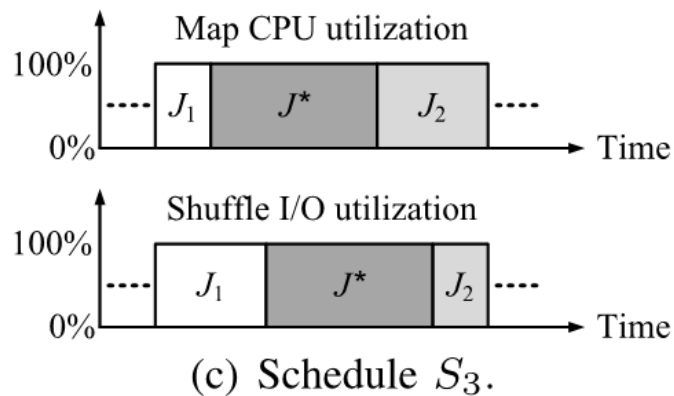 Map CPU utilization
100%
J₁ J* J₂
0%
Time
Shuffle I/O utilization
100%
J₁ J* J₂
0%
Time
(c) Schedule S₃.